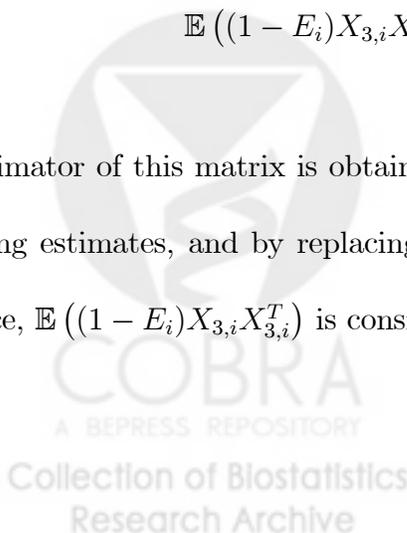 𝔼 ((1 − E_i)X_{3,i}X
imator of this matrix is obtain
ng estimates, and by replacing
ce, 𝔼 ((1 − E_i)X_{3,i}X_{3,i}^T) is consi
COBRA
A BEPRESS REPOSITORY
Collection of Biostatistics
Research Archive